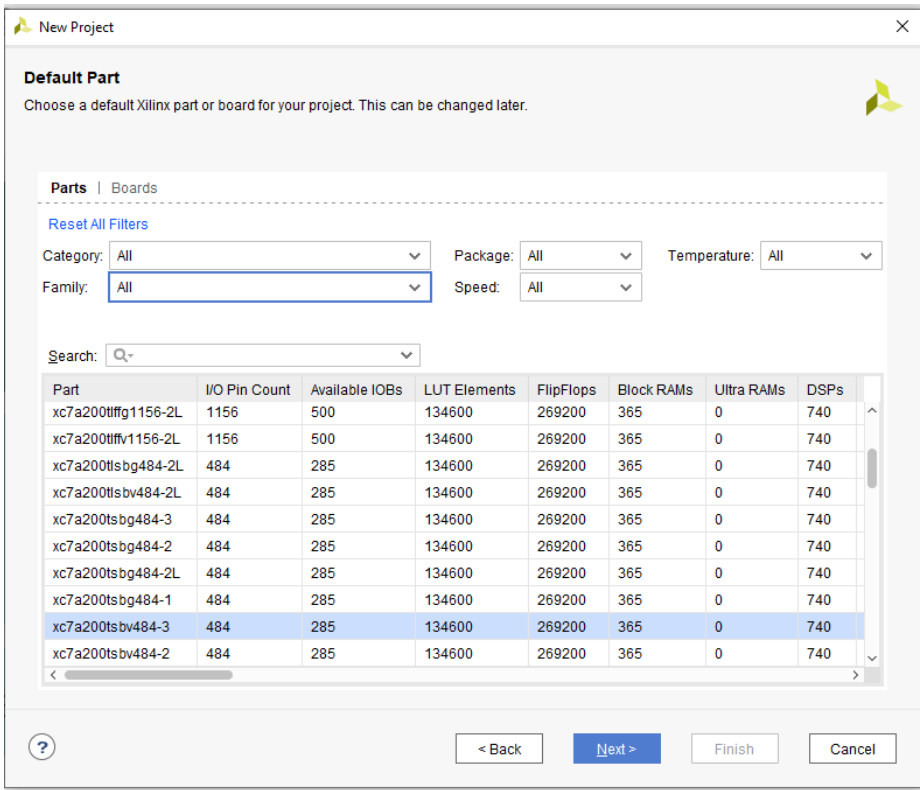 New Project
Default Part
Choose a default Xilinx part or board for your project. This can be changed later.
Parts | Boards
Reset All Filters
Category: All Package: All Temperature: All
Family: All Speed: All
Search:
Part I/O Pin Count Available IOBs LUT Elements FlipFlops Block RAMs Ultra RAMs DSPs
xc7a200tlffg1156-2L 1156 500 134600 269200 365 0 740
xc7a200tlffv1156-2L 1156 500 134600 269200 365 0 740
xc7a200tlsbg484-2L 484 285 134600 269200 365 0 740
xc7a200tlsbv484-2L 484 285 134600 269200 365 0 740
xc7a200tsbg484-3 484 285 134600 269200 365 0 740
xc7a200tsbg484-2 484 285 134600 269200 365 0 740
xc7a200tsbg484-2L 484 285 134600 269200 365 0 740
xc7a200tsbg484-1 484 285 134600 269200 365 0 740
xc7a200tsbv484-3 484 285 134600 269200 365 0 740
xc7a200tsbv484-2 484 285 134600 269200 365 0 740
? < Back Next > Finish Cancel